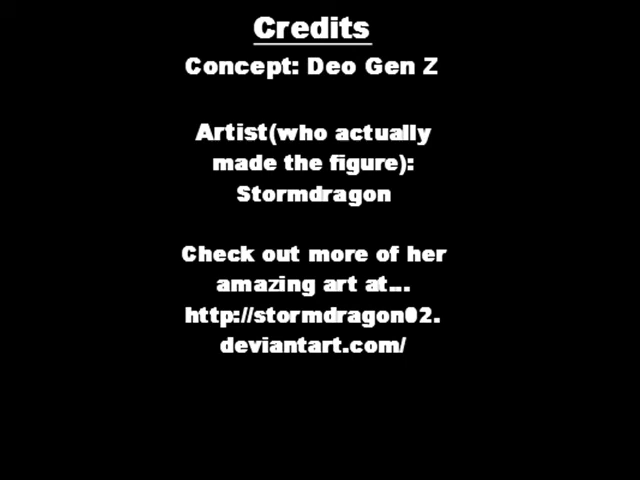 Credits
Concept: Deo Gen Z
Artist(who actually
made the figure):
Stormdragon
Check out more of her
amazing art at...
http://stormdragon02.
deviantart.com/